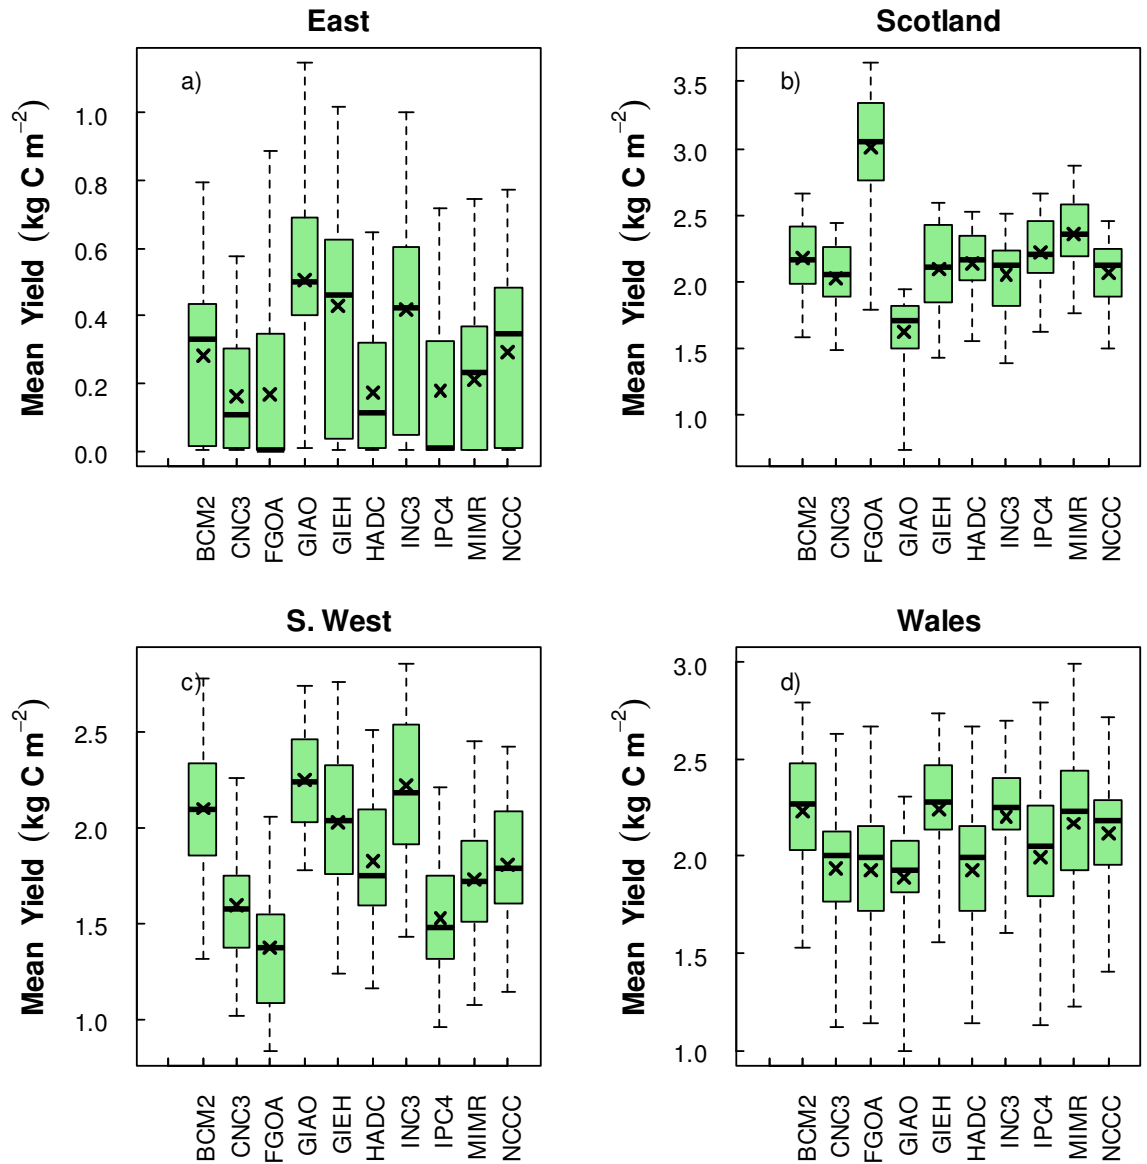 East
a)
Mean Yield (kg C m⁻²)
1.0
0.8
0.6
0.4
0.2
0.0
BCM2 CNC3 FGOA GIAO GIEH HADC INC3 IPC4 MIMR NCCC
Scotland
b)
Mean Yield (kg C m⁻²)
3.5
3.0
2.5
2.0
1.5
1.0
BCM2 CNC3 FGOA GIAO GIEH HADC INC3 IPC4 MIMR NCCC
S. West
c)
Mean Yield (kg C m⁻²)
2.5
2.0
1.5
1.0
BCM2 CNC3 FGOA GIAO GIEH HADC INC3 IPC4 MIMR NCCC
Wales
d)
Mean Yield (kg C m⁻²)
3.0
2.5
2.0
1.5
1.0
BCM2 CNC3 FGOA GIAO GIEH HADC INC3 IPC4 MIMR NCCC